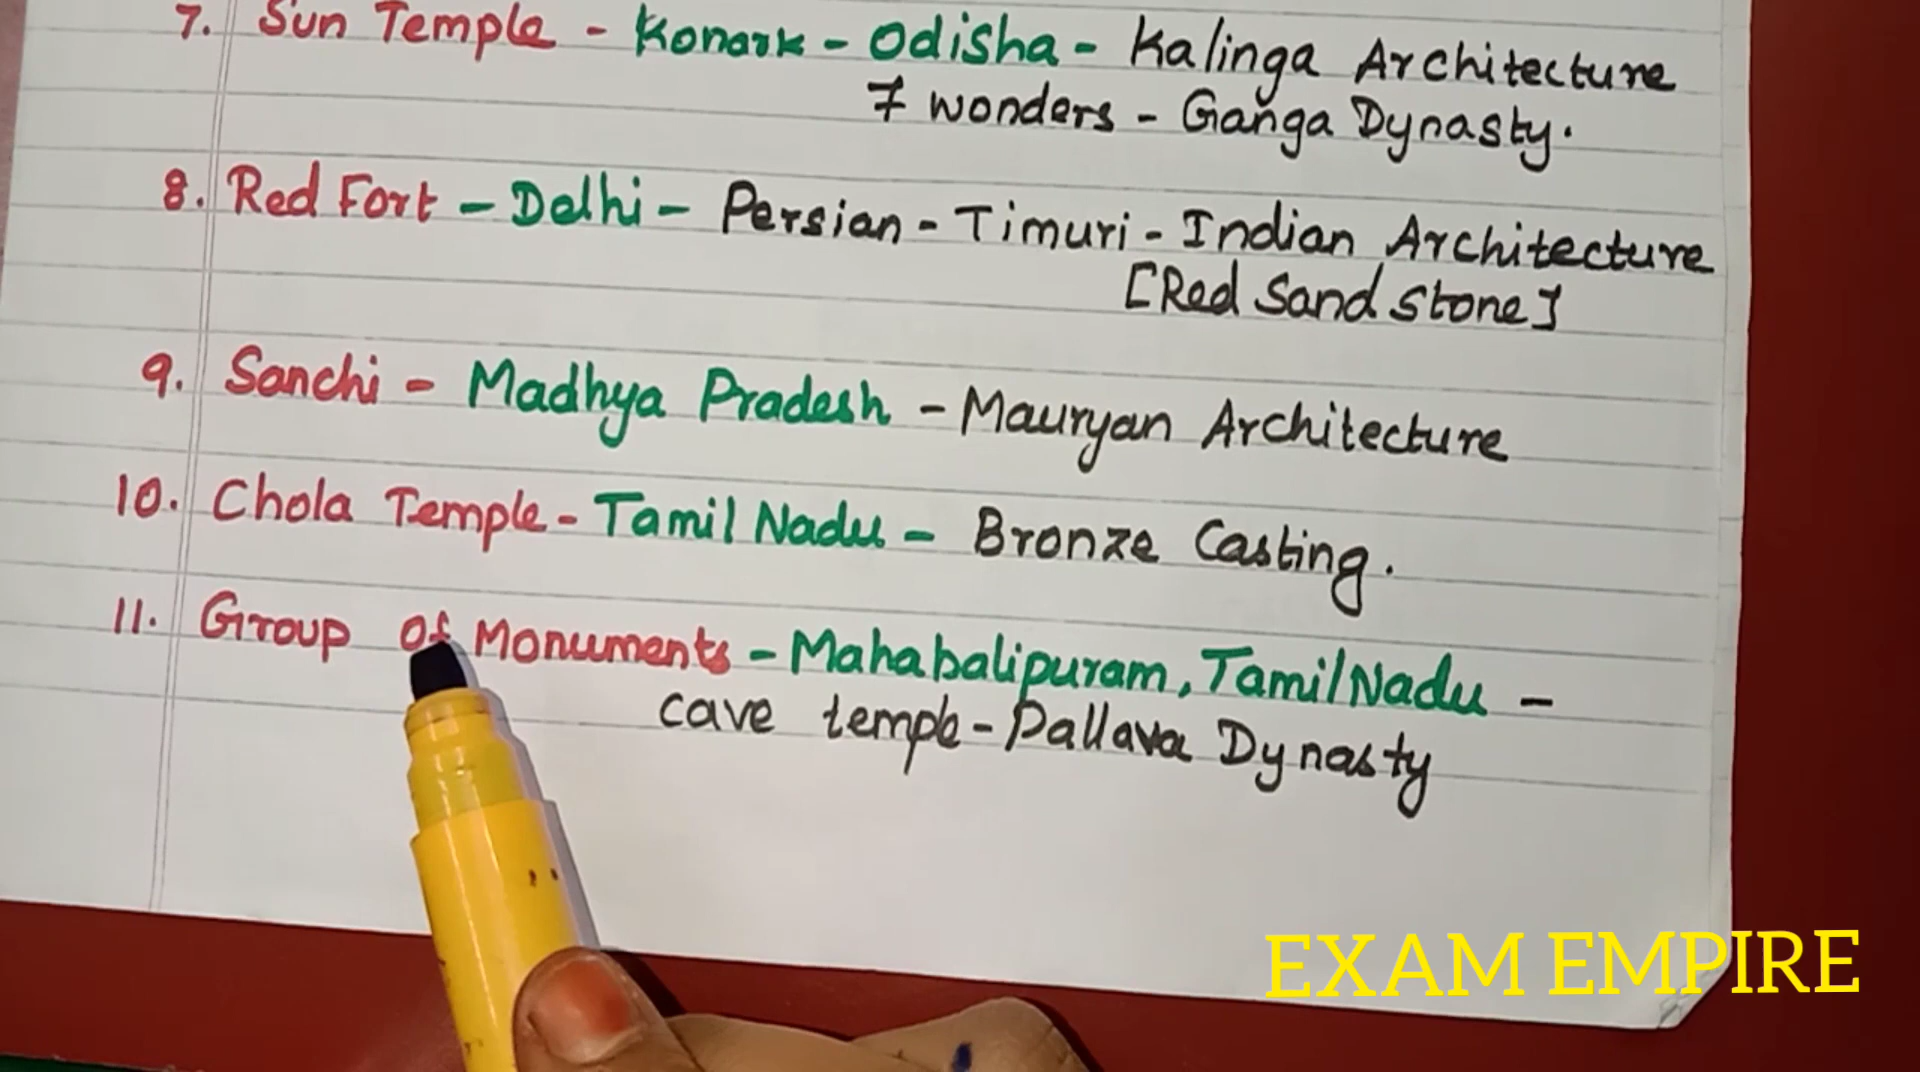 7. Sun Temple - Konark - Odisha - Kalinga Architecture
7 wonders - Ganga Dynasty.
8. Red Fort - Delhi - Persian - Timuri - Indian Architecture
[Red Sand Stone]
9. Sanchi - Madhya Pradesh - Mauryan Architecture
10. Chola Temple - Tamil Nadu - Bronze Casting.
11. Group Of Monuments - Mahabalipuram, Tamil Nadu -
cave temple - Pallava Dynasty
EXAM EMPIRE